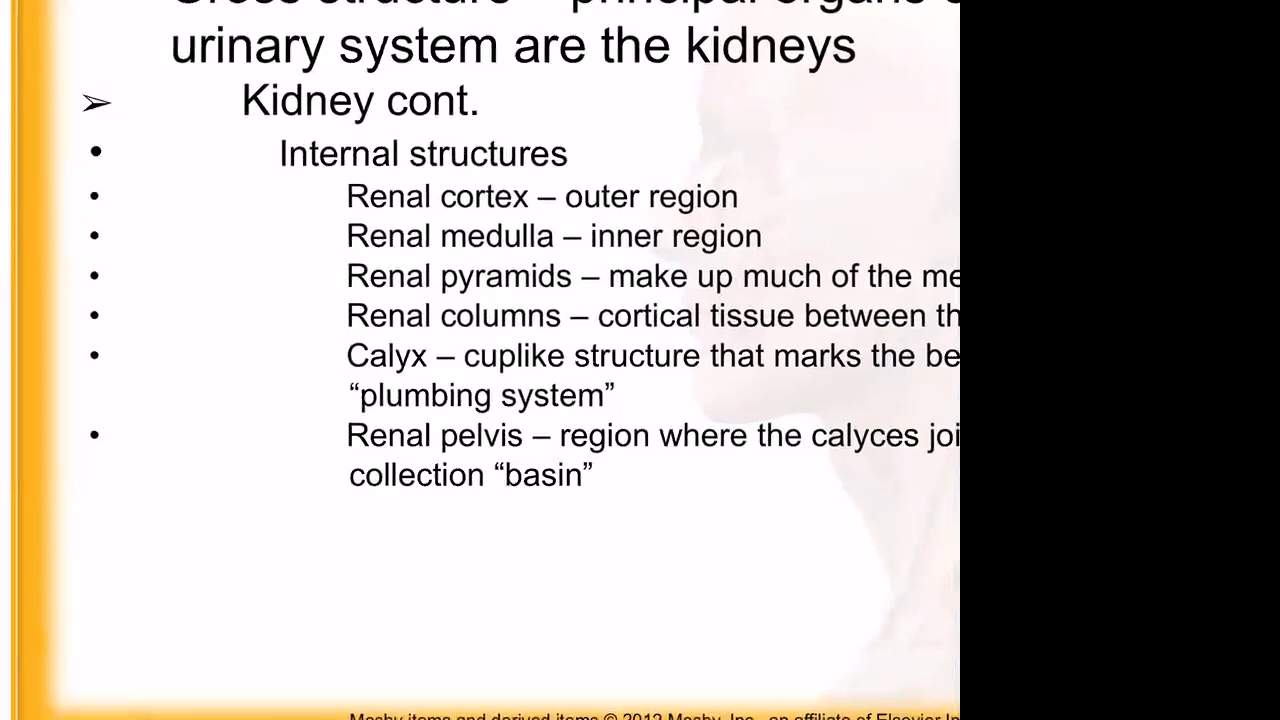 Gross structure – principal organs
urinary system are the kidneys
➢ Kidney cont.
• Internal structures
• Renal cortex – outer region
• Renal medulla – inner region
• Renal pyramids – make up much of the me
• Renal columns – cortical tissue between th
• Calyx – cuplike structure that marks the be
“plumbing system”
• Renal pelvis – region where the calyces joi
collection “basin”
Mosby items and derived items © 2012 Mosby, Inc., an affiliate of Elsevier In